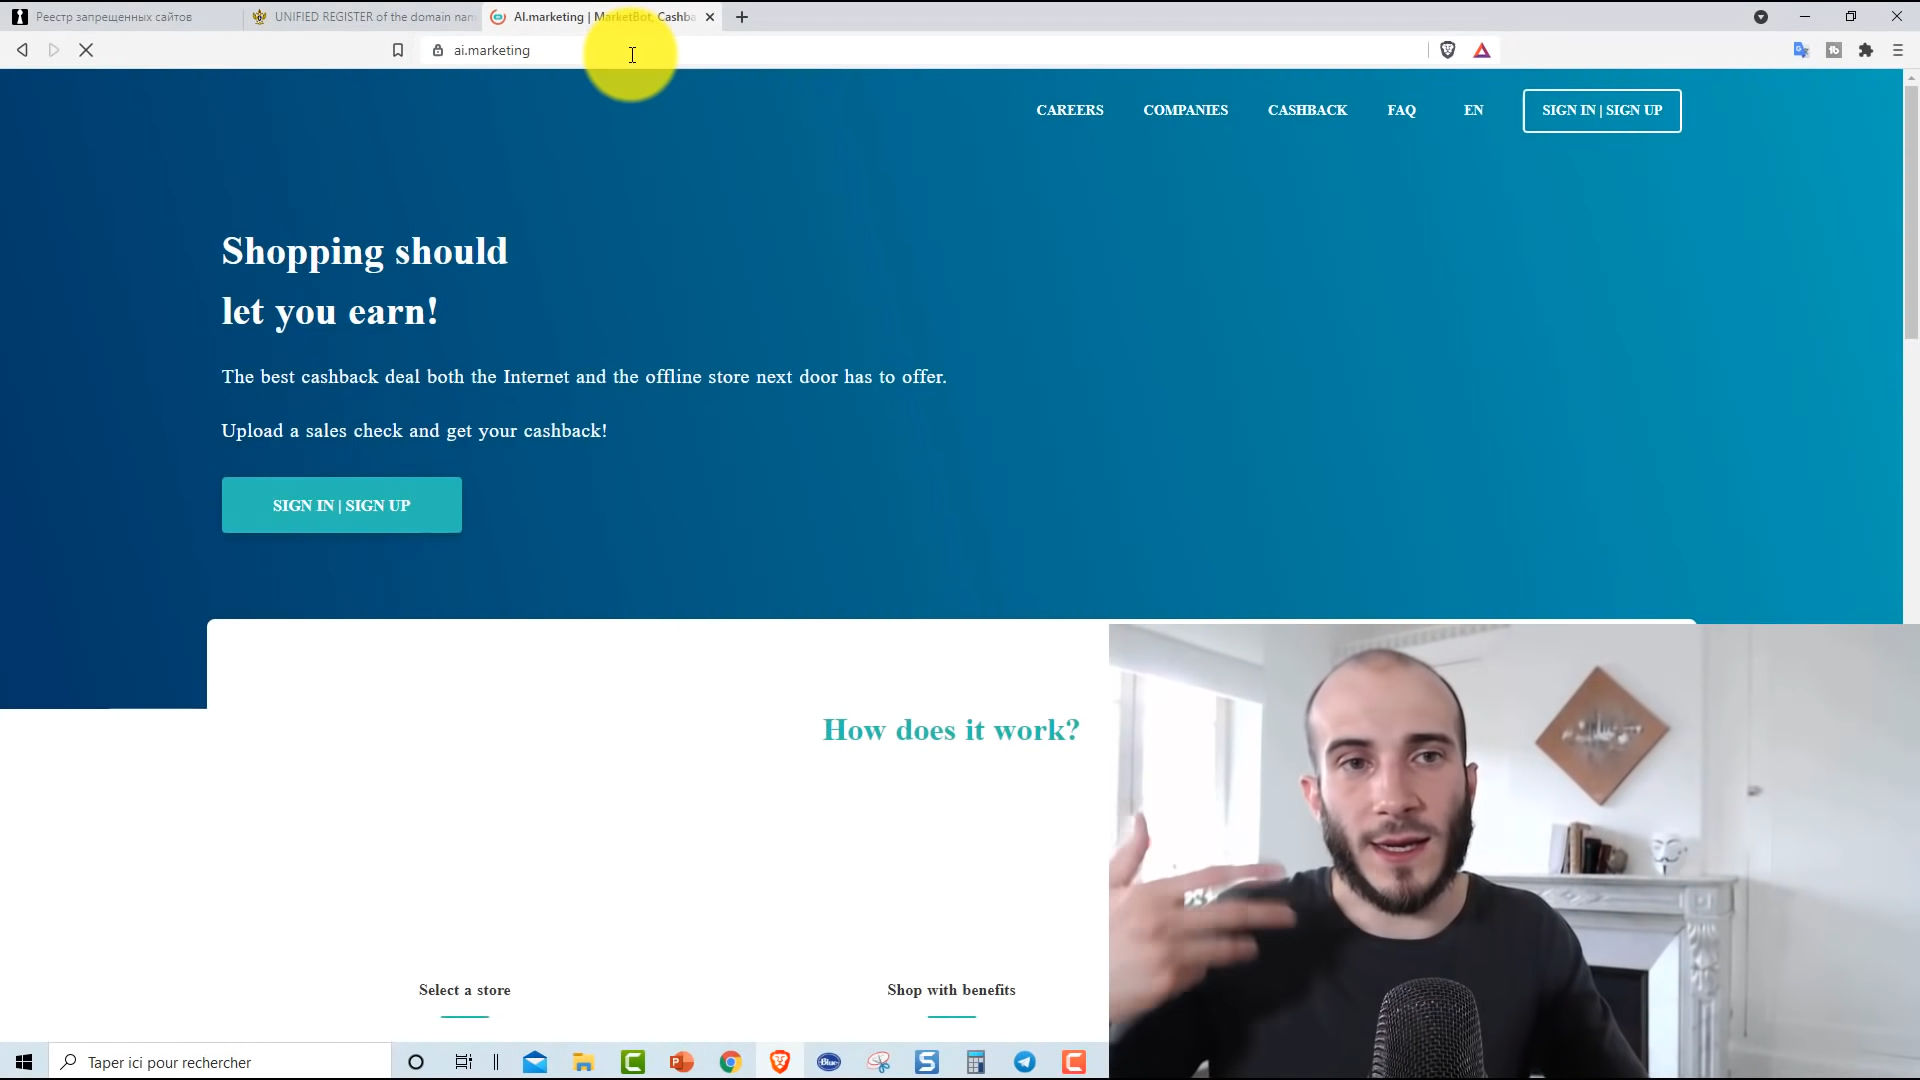 Реестр запрещенных сайтов
UNIFIED REGISTER of the domain nam
AI.marketing | MarketBot, Cashba
ai.marketing
CAREERS
COMPANIES
CASHBACK
FAQ
EN
SIGN IN | SIGN UP
Shopping should
let you earn!
The best cashback deal both the Internet and the offline store next door has to offer.
Upload a sales check and get your cashback!
SIGN IN | SIGN UP
How does it work?
Select a store
Shop with benefits
Taper ici pour rechercher
Blue